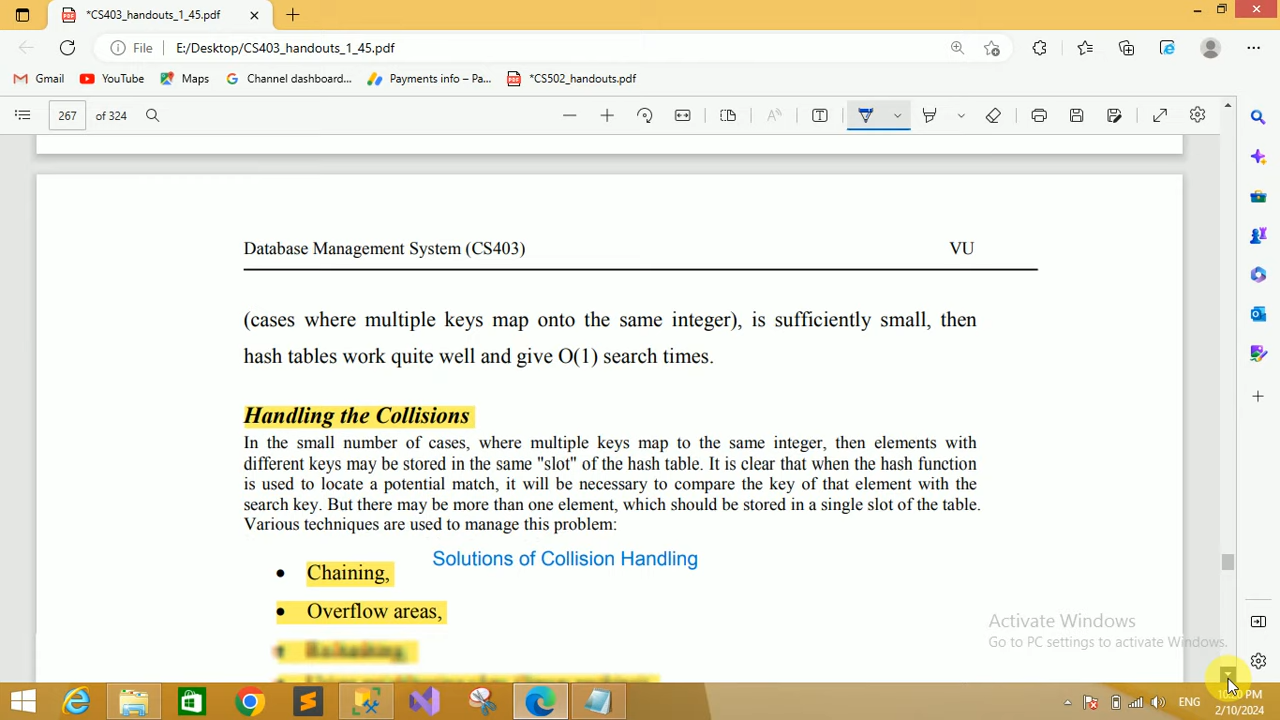 *CS403_handouts_1_45.pdf
File
E:/Desktop/CS403_handouts_1_45.pdf
Gmail
YouTube
Maps
Channel dashboard...
Payments info – Pa...
*CS502_handouts.pdf
267 of 324
Database Management System (CS403) VU
(cases where multiple keys map onto the same integer), is sufficiently small, then
hash tables work quite well and give O(1) search times.
Handling the Collisions
In the small number of cases, where multiple keys map to the same integer, then elements with
different keys may be stored in the same "slot" of the hash table. It is clear that when the hash function
is used to locate a potential match, it will be necessary to compare the key of that element with the
search key. But there may be more than one element, which should be stored in a single slot of the table.
Various techniques are used to manage this problem:
Solutions of Collision Handling
• Chaining,
• Overflow areas,
Activate Windows
Go to PC settings to activate Windows.
ENG
PM
2/10/2024